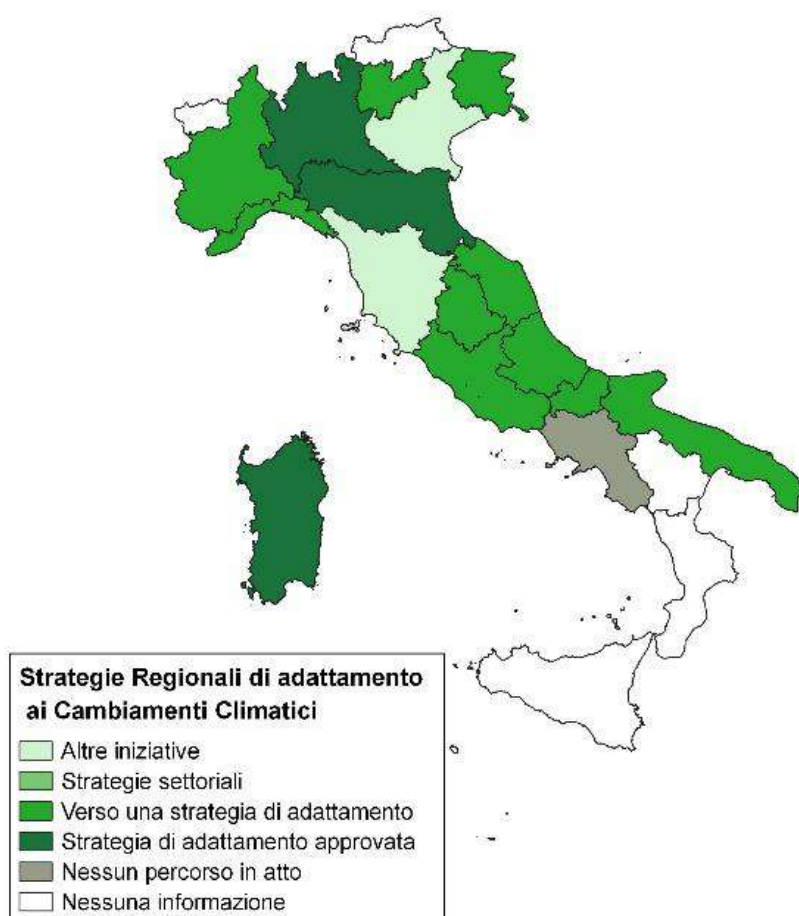 Strategie Regionali di adattamento
ai Cambiamenti Climatici
Altre iniziative
Strategie settoriali
Verso una strategia di adattamento
Strategia di adattamento approvata
Nessun percorso in atto
Nessuna informazione